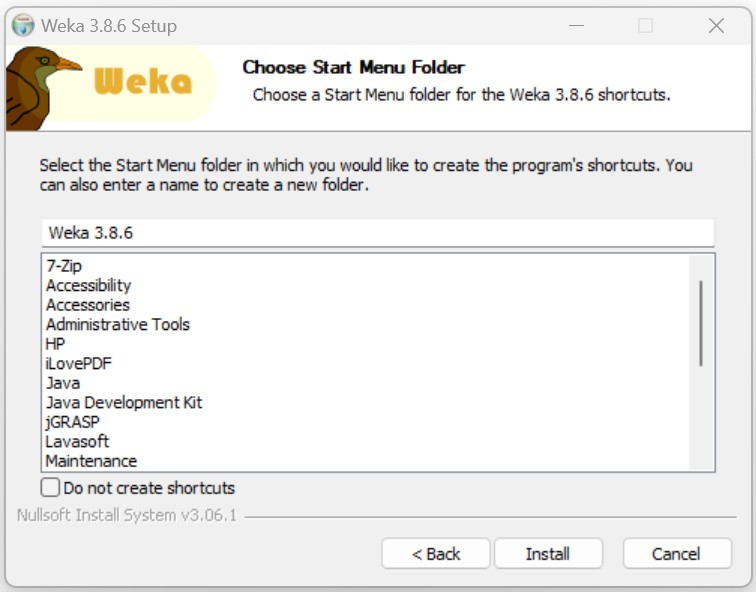 Weka 3.8.6 Setup
Weka
Choose Start Menu Folder
Choose a Start Menu folder for the Weka 3.8.6 shortcuts.
Select the Start Menu folder in which you would like to create the program's shortcuts. You
can also enter a name to create a new folder.
Weka 3.8.6
7-Zip
Accessibility
Accessories
Administrative Tools
HP
iLovePDF
Java
Java Development Kit
jGRASP
Lavasoft
Maintenance
Do not create shortcuts
Nullsoft Install System v3.06.1
< Back
Install
Cancel